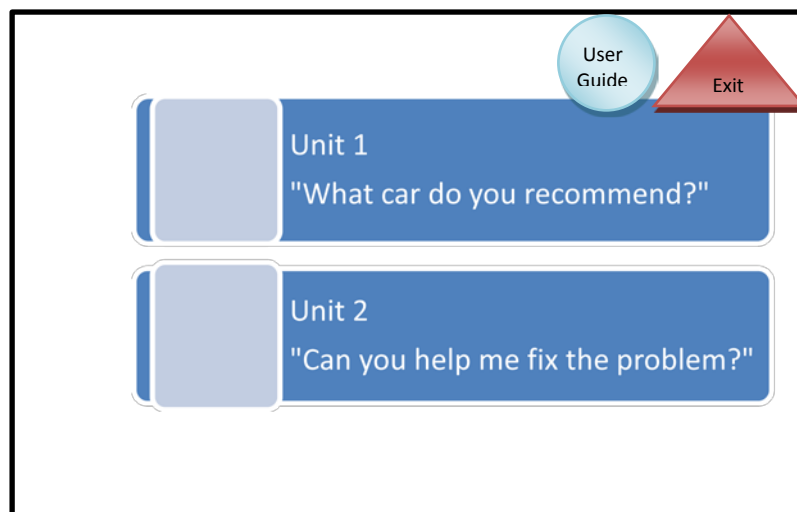 User
Guide
Exit
Unit 1
"What car do you recommend?"
Unit 2
"Can you help me fix the problem?"